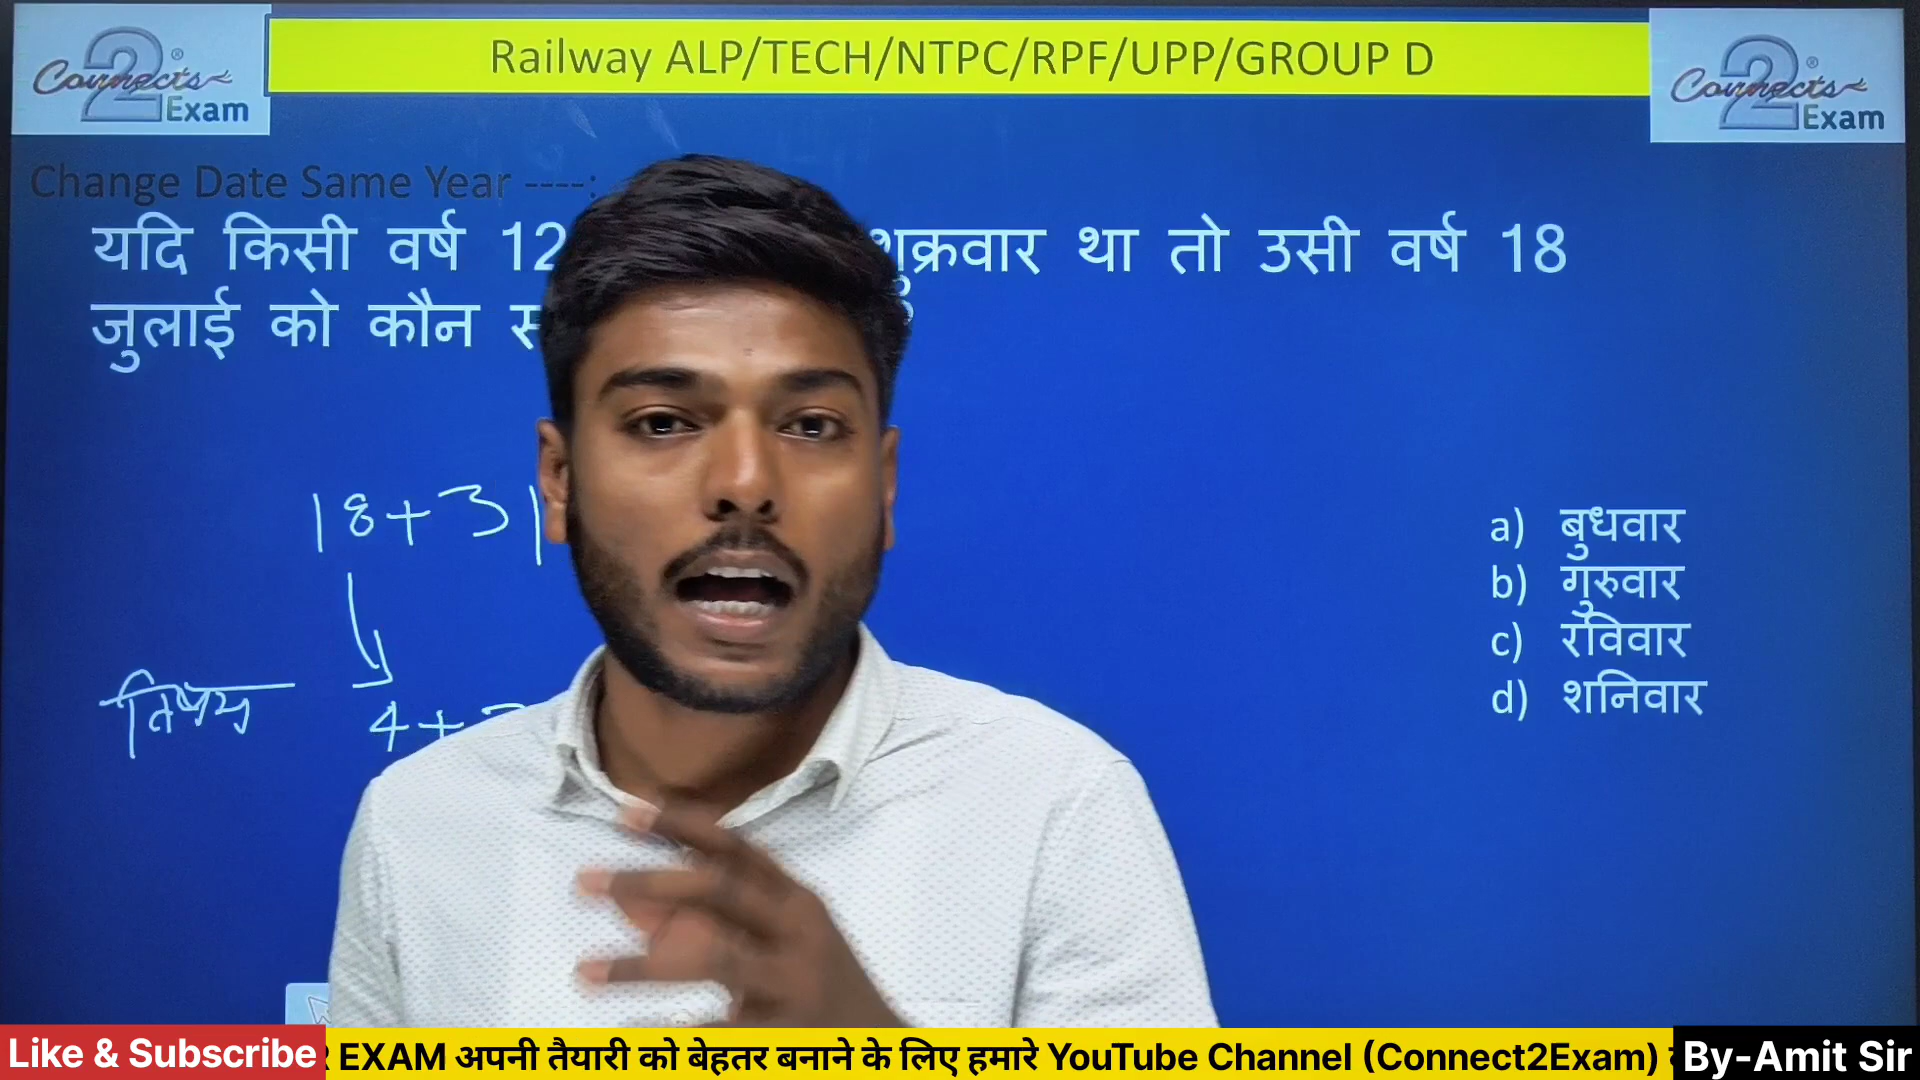 Connects 2 ® Exam
Railway ALP/TECH/NTPC/RPF/UPP/GROUP D
Connects 2 ® Exam
Change Date Same Year ----:
यदि किसी वर्ष 12 शुक्रवार था तो उसी वर्ष 18
जुलाई को कौन
18+31
4+
a) बुधवार
b) गुरुवार
c) रविवार
d) शनिवार
Like & Subscribe
EXAM अपनी तैयारी को बेहतर बनाने के लिए हमारे YouTube Channel (Connect2Exam)
By-Amit Sir